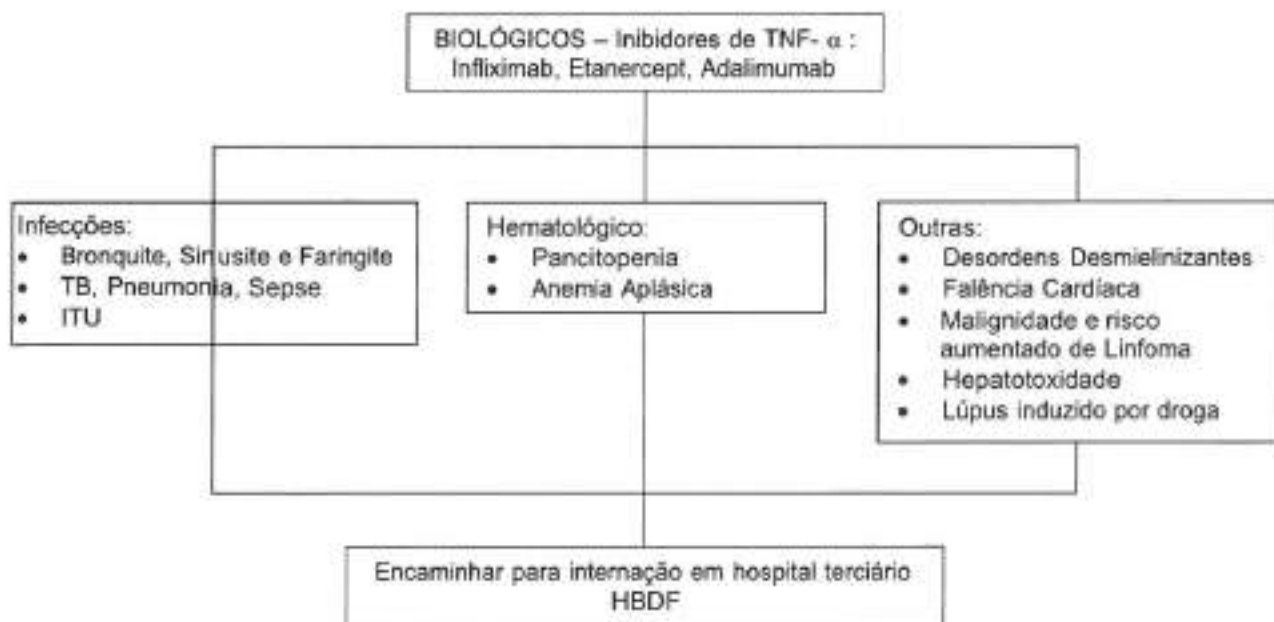 BIOLÓGICOS – Inibidores de TNF- α :
Infliximab, Etanercept, Adalimumab
Infecções:
• Bronquite, Sinusite e Faringite
• TB, Pneumonia, Sepse
• ITU
Hematológico:
• Pancitopenia
• Anemia Aplásica
Outras:
• Desordens Desmielinizantes
• Falência Cardíaca
• Malignidade e risco
aumentado de Linfoma
• Hepatotoxidade
• Lúpus induzido por droga
Encaminhar para internação em hospital terciário
HBDF